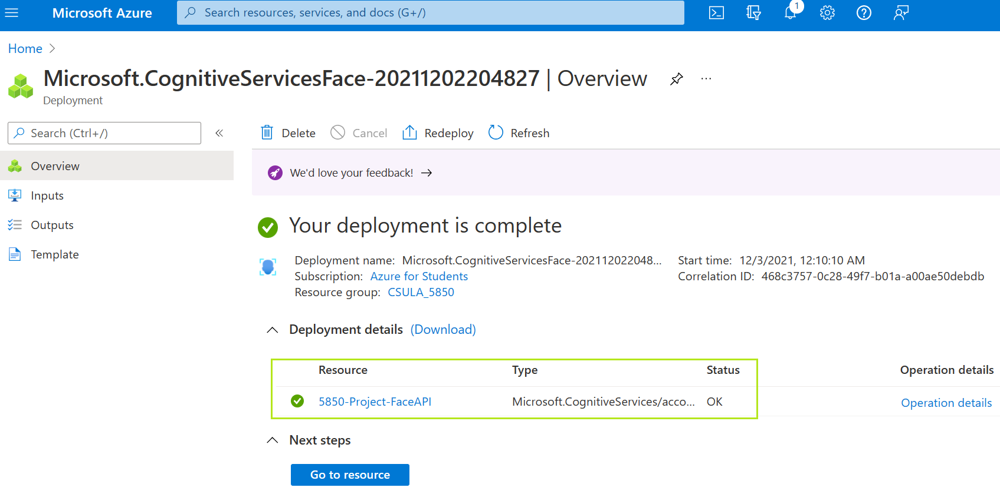 Microsoft Azure
Search resources, services, and docs (G+/)
1
Home
Microsoft.CognitiveServicesFace-20211202204827 | Overview
Deployment
Search (Ctrl+/)
Delete
Cancel
Redeploy
Refresh
Overview
Inputs
Outputs
Template
We'd love your feedback! →
Your deployment is complete
Deployment name: Microsoft.CognitiveServicesFace-202112022048...
Subscription: Azure for Students
Resource group: CSULA_5850
Start time: 12/3/2021, 12:10:10 AM
Correlation ID: 468c3757-0c28-49f7-b01a-a00ae50debdb
Deployment details (Download)
Resource Type Status Operation details
5850-Project-FaceAPI Microsoft.CognitiveServices/acco... OK Operation details
Next steps
Go to resource